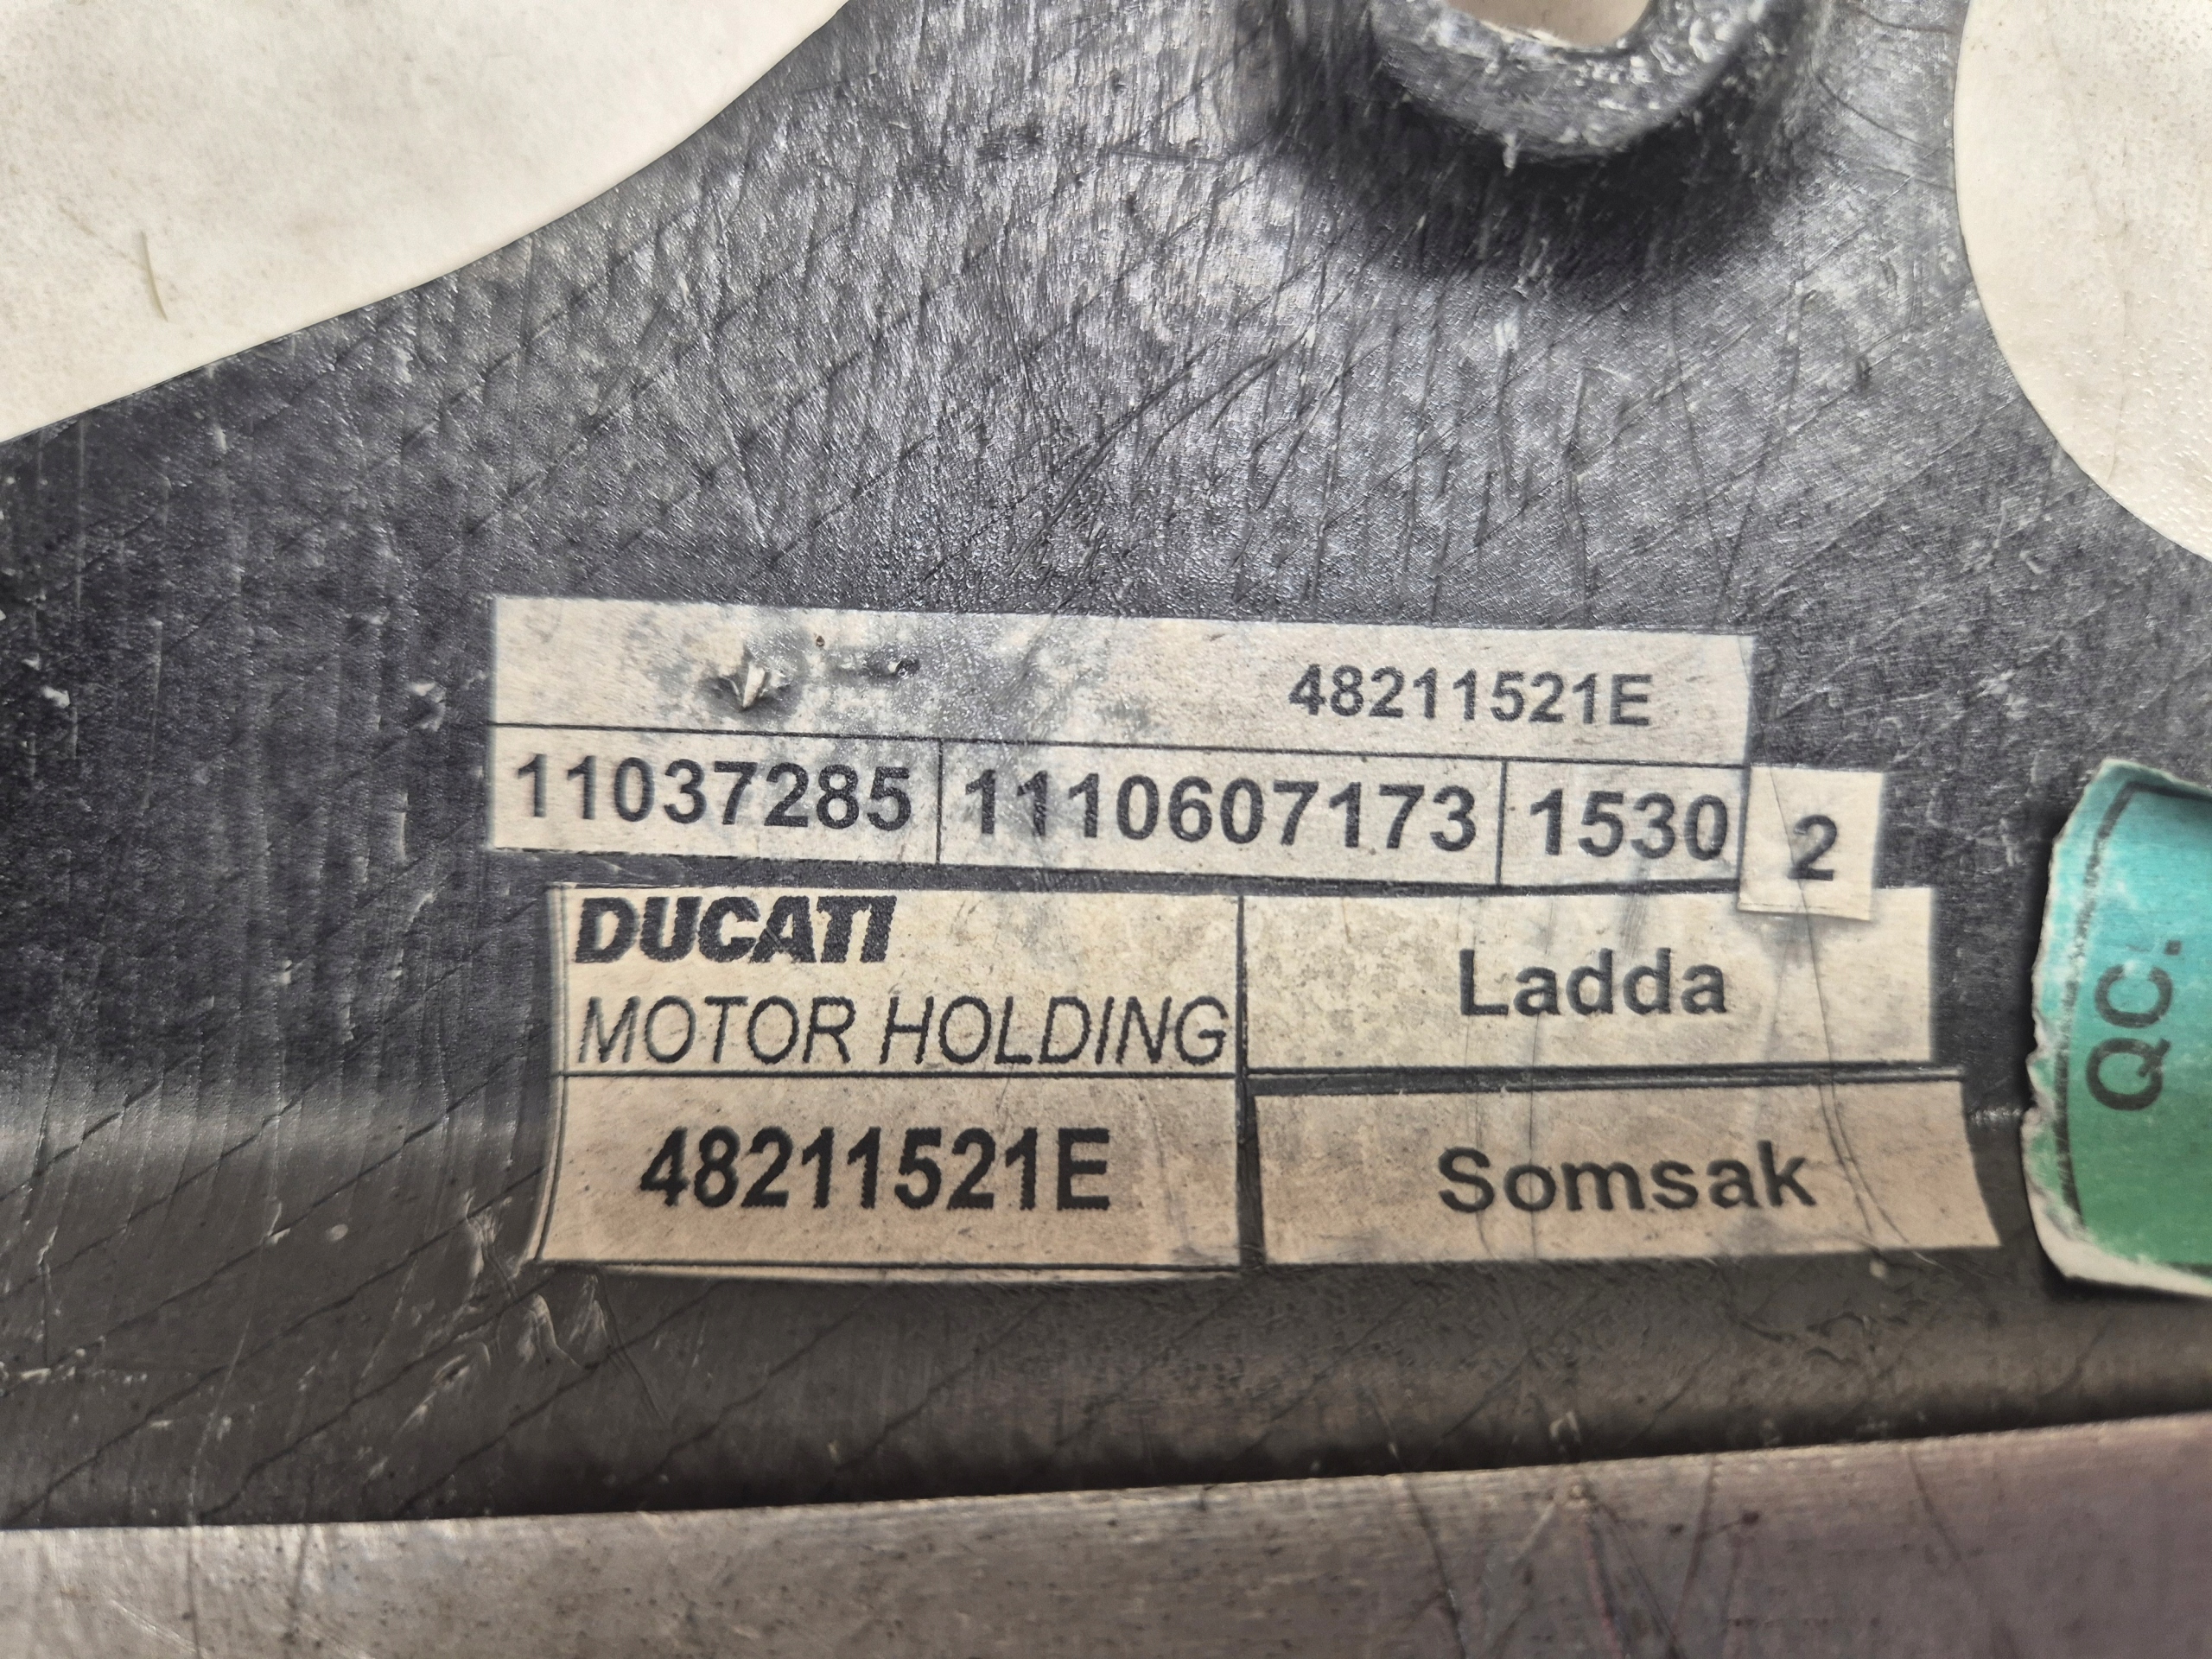 48211521E
11037285 1110607173 1530 2
DUCATI
MOTOR HOLDING
Ladda
48211521E
Somsak
QC.